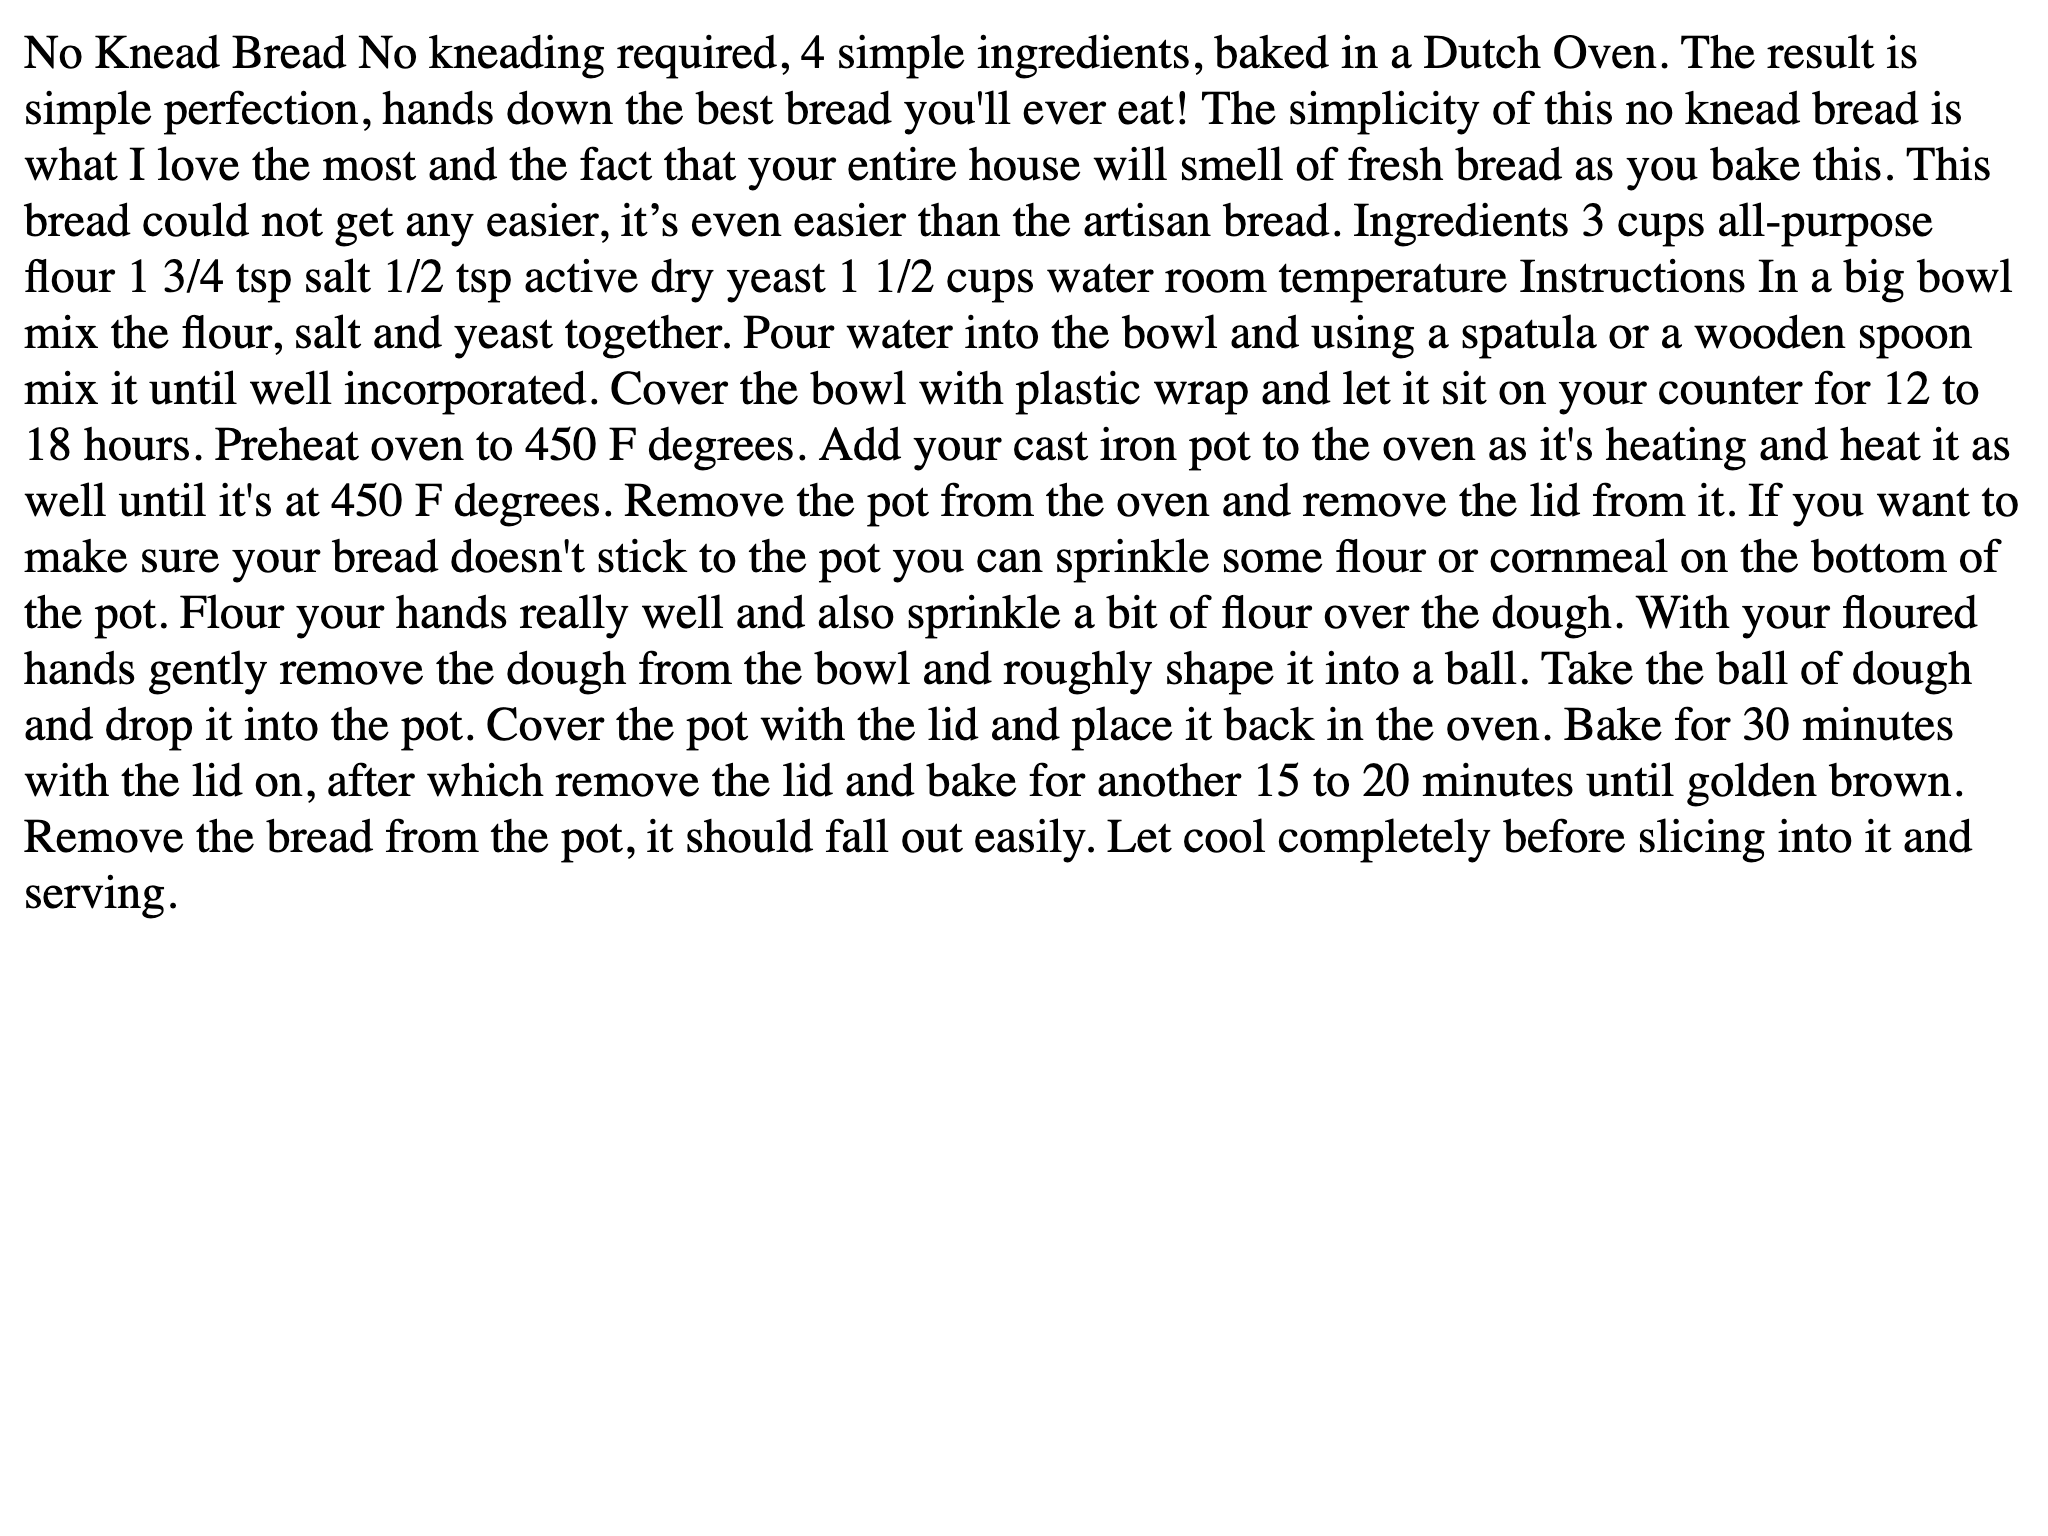 No Knead Bread No kneading required, 4 simple ingredients, baked in a Dutch Oven. The result is
simple perfection, hands down the best bread you'll ever eat! The simplicity of this no knead bread is
what I love the most and the fact that your entire house will smell of fresh bread as you bake this. This
bread could not get any easier, it’s even easier than the artisan bread. Ingredients 3 cups all-purpose
flour 1 3/4 tsp salt 1/2 tsp active dry yeast 1 1/2 cups water room temperature Instructions In a big bowl
mix the flour, salt and yeast together. Pour water into the bowl and using a spatula or a wooden spoon
mix it until well incorporated. Cover the bowl with plastic wrap and let it sit on your counter for 12 to
18 hours. Preheat oven to 450 F degrees. Add your cast iron pot to the oven as it's heating and heat it as
well until it's at 450 F degrees. Remove the pot from the oven and remove the lid from it. If you want to
make sure your bread doesn't stick to the pot you can sprinkle some flour or cornmeal on the bottom of
the pot. Flour your hands really well and also sprinkle a bit of flour over the dough. With your floured
hands gently remove the dough from the bowl and roughly shape it into a ball. Take the ball of dough
and drop it into the pot. Cover the pot with the lid and place it back in the oven. Bake for 30 minutes
with the lid on, after which remove the lid and bake for another 15 to 20 minutes until golden brown.
Remove the bread from the pot, it should fall out easily. Let cool completely before slicing into it and
serving.